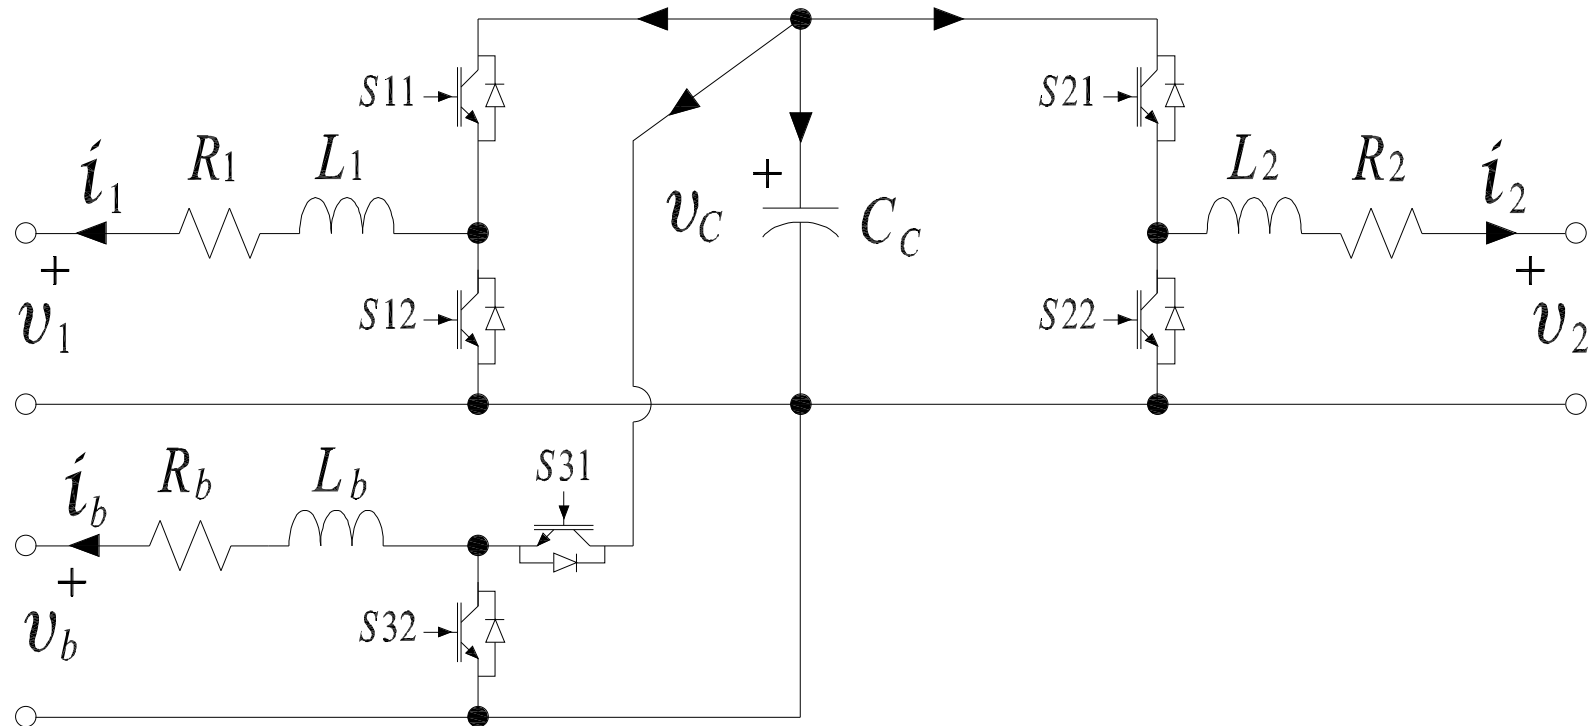 S11
S21
i1
R1
L1
+
vC
CC
L2
R2
i2
+
v1
S12
S22
+
v2
ib
Rb
Lb
S31
+
vb
S32